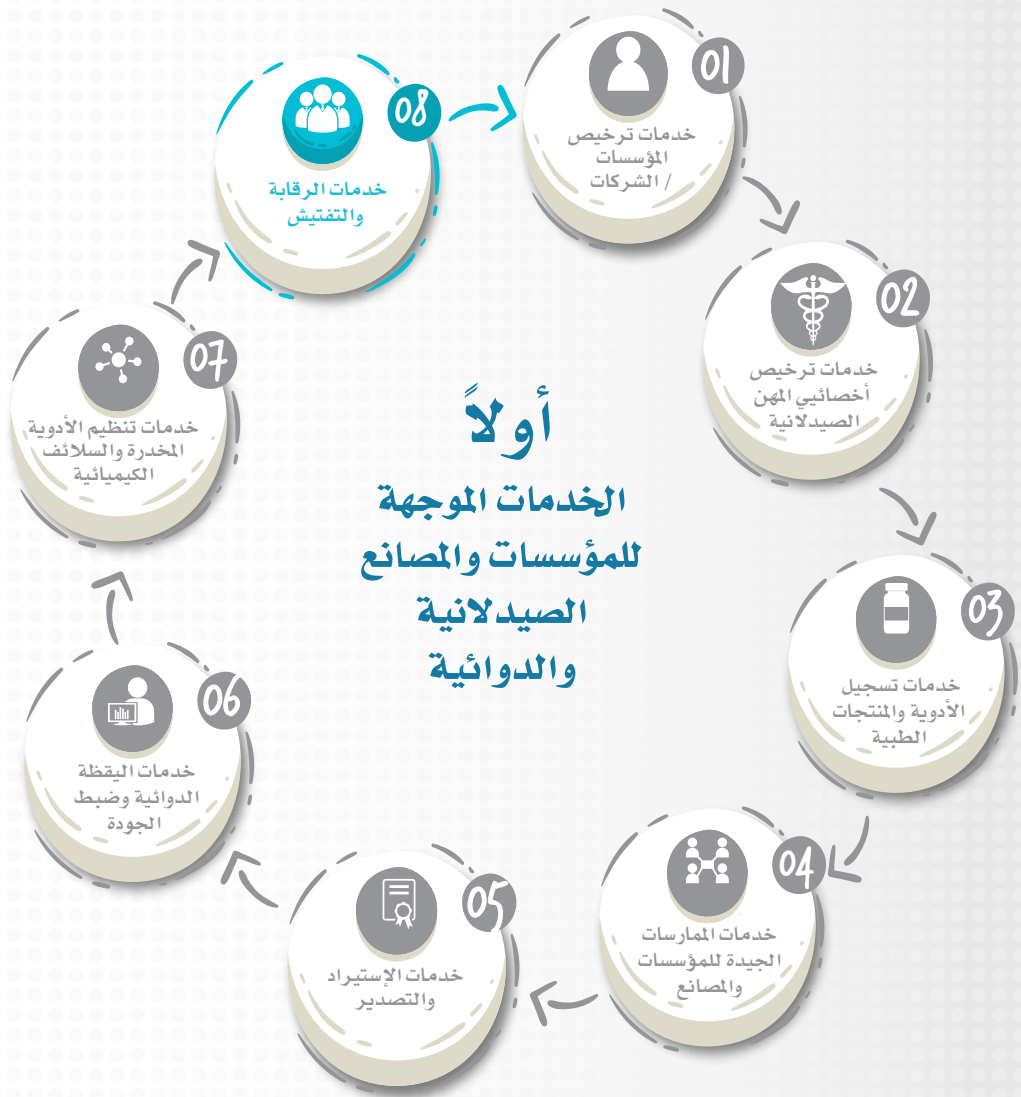 أولاً
الخدمات الموجهة
للمؤسسات والمصانع
الصيدلانية
والدوائية
01
خدمات ترخيص
المؤسسات
/ الشركات
02
خدمات ترخيص
أخصائيي المهن
الصيدلانية
03
خدمات تسجيل
الأدوية والمنتجات
الطبية
04
خدمات الممارسات
الجيدة للمؤسسات
والمصانع
05
خدمات الإستيراد
والتصدير
06
خدمات اليقظة
الدوائية وضبط
الجودة
07
خدمات تنظيم الأدوية
المخدرة والسلائف
الكيميائية
08
خدمات الرقابة
والتفتيش